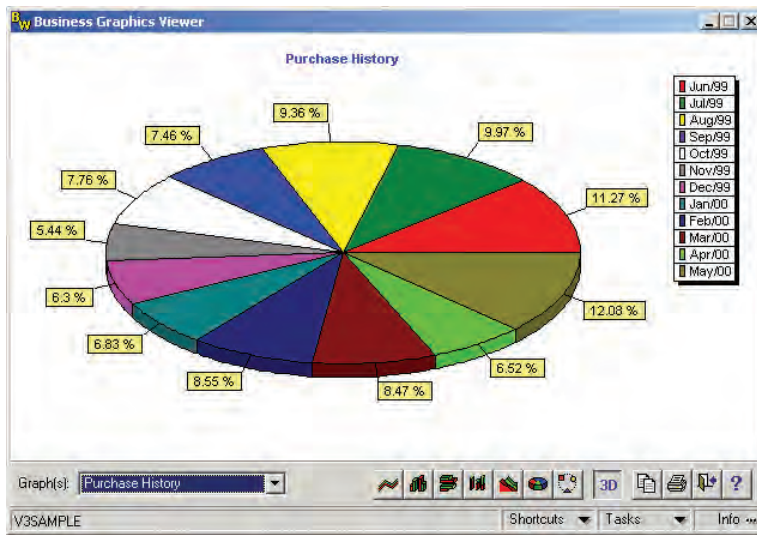 BW Business Graphics Viewer
Purchase History
Jun/99
Jul/99
Aug/99
Sep/99
Oct/99
Nov/99
Dec/99
Jan/00
Feb/00
Mar/00
Apr/00
May/00
9.36 %
9.97 %
7.46 %
7.76 %
11.27 %
5.44 %
6.3 %
12.08 %
6.83 %
6.52 %
8.55 %
8.47 %
Graph(s): Purchase History
3D ?
V3SAMPLE Shortcuts Tasks Info ...